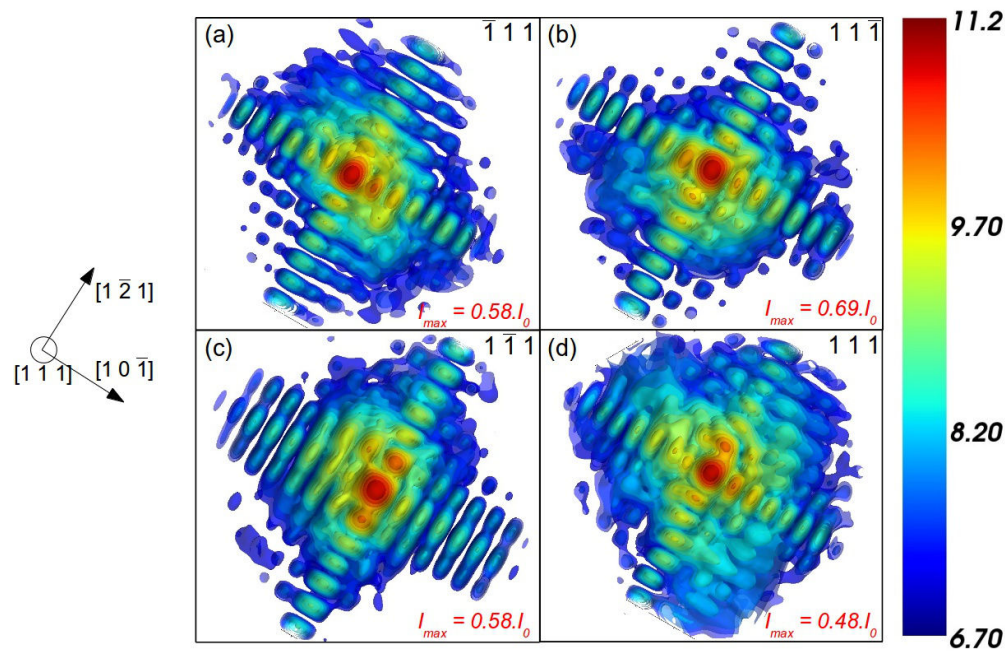 (a)
1̅ 1 1
I_max = 0.58.I_0
(b)
1 1 1̅
I_max = 0.69.I_0
(c)
1 1̅ 1
I_max = 0.58.I_0
(d)
1 1 1
I_max = 0.48.I_0
[1 2̅ 1]
[1 0 1̅]
[1 1 1]
11.2
9.70
8.20
6.70